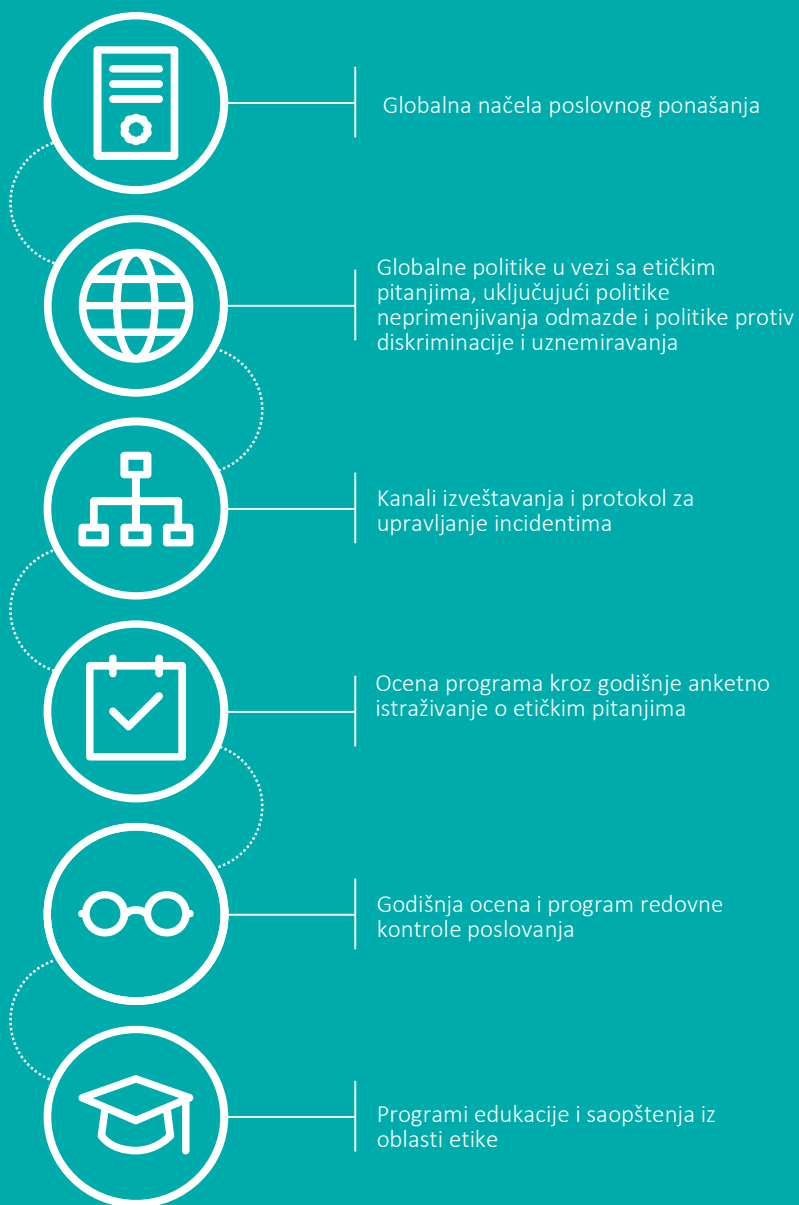 Globalna načela poslovnog ponašanja
Globalne politike u vezi sa etičkim
pitanjima, uključujući politike
neprimenjivanja odmazde i politike protiv
diskriminacije i uznemiravanja
Kanali izveštavanja i protokol za
upravljanje incidentima
Ocena programa kroz godišnje anketno
istraživanje o etičkim pitanjima
Godišnja ocena i program redovne
kontrole poslovanja
Programi edukacije i saopštenja iz
oblasti etike